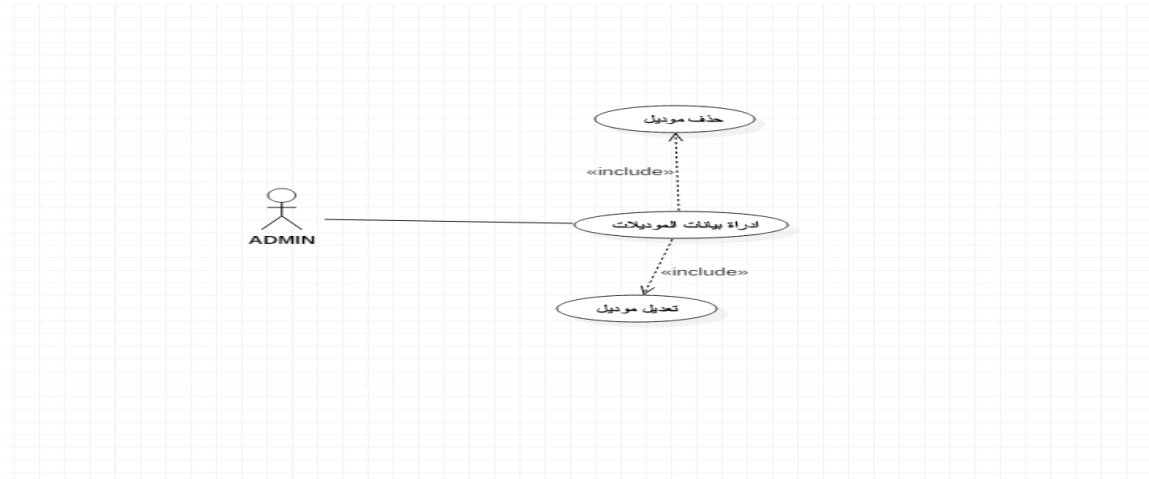 حذف موديل
«include»
ADMIN
ادراة بيانات الموديلات
«include»
تعديل موديل